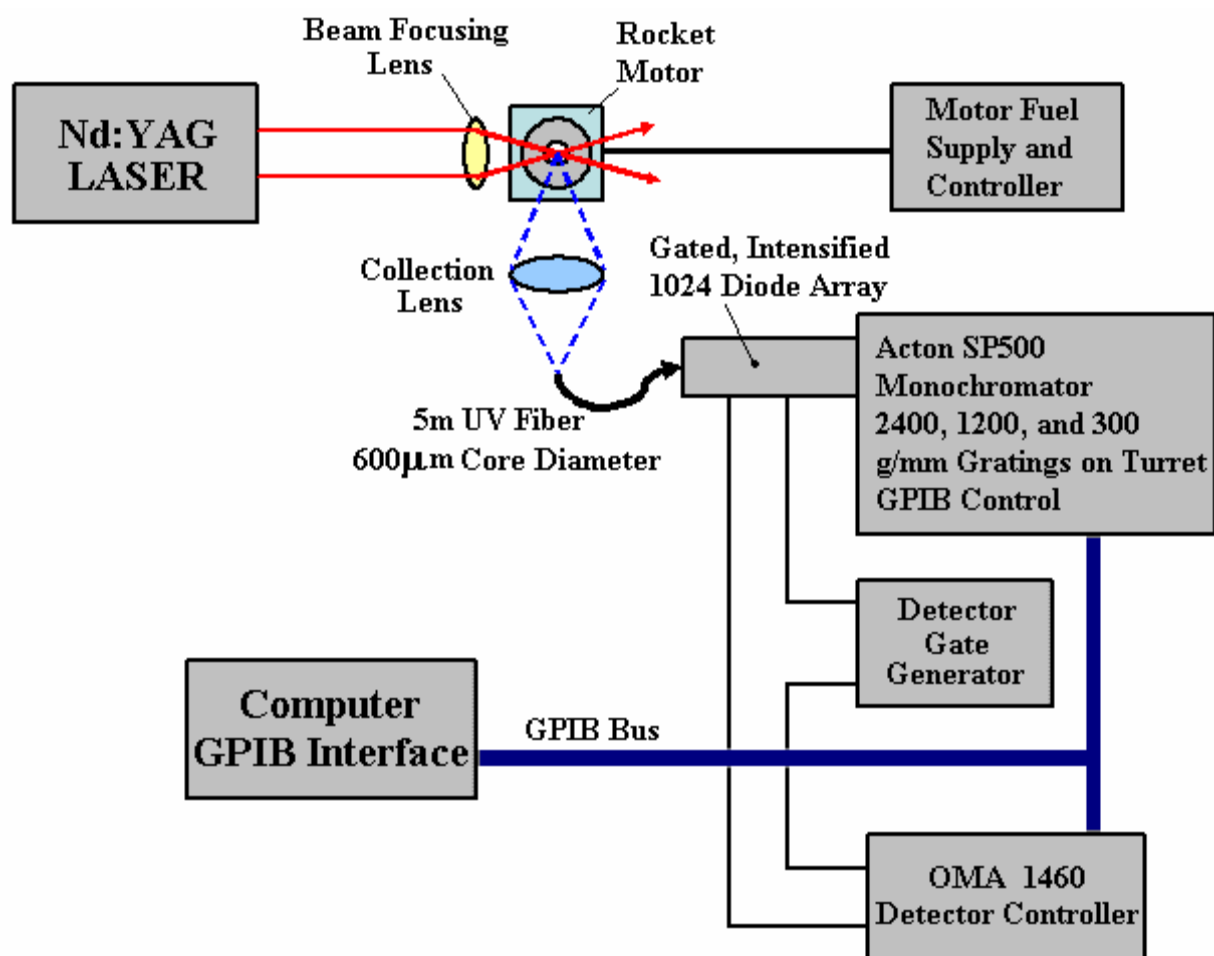 Beam Focusing
Lens
Rocket
Motor
Nd:YAG
LASER
Motor Fuel
Supply and
Controller
Collection
Lens
Gated, Intensified
1024 Diode Array
Acton SP500
Monochromator
2400, 1200, and 300
g/mm Gratings on Turret
GPIB Control
5m UV Fiber
600μm Core Diameter
Detector
Gate
Generator
Computer
GPIB Interface
GPIB Bus
OMA 1460
Detector Controller